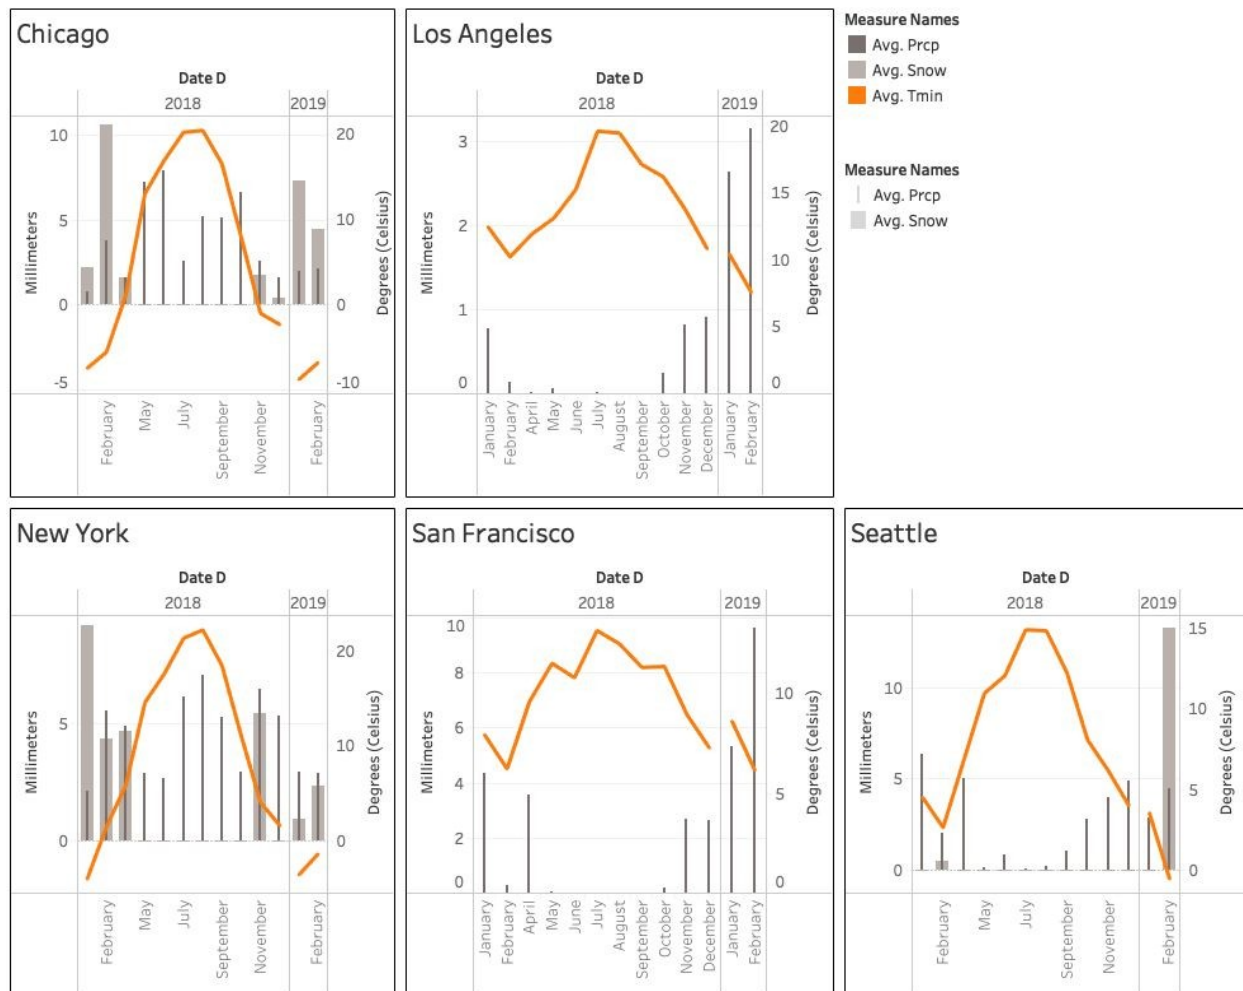 Chicago
Date D
2018 2019
10
5
0
-5
20
10
0
-10
Millimeters
Degrees (Celsius)
February
May
July
September
November
February
Los Angeles
Date D
2018 2019
3
2
1
0
20
15
10
5
0
Millimeters
Degrees (Celsius)
January
February
April
May
June
July
August
September
October
November
December
January
February
Measure Names
Avg. Prcp
Avg. Snow
Avg. Tmin
Measure Names
Avg. Prcp
Avg. Snow
New York
Date D
2018 2019
5
0
20
10
0
Millimeters
Degrees (Celsius)
February
May
July
September
November
February
San Francisco
Date D
2018 2019
10
8
6
4
2
0
10
5
0
Millimeters
Degrees (Celsius)
January
February
April
May
June
July
August
September
October
November
December
January
February
Seattle
Date D
2018 2019
10
5
0
15
10
5
0
Millimeters
Degrees (Celsius)
February
May
July
September
November
February